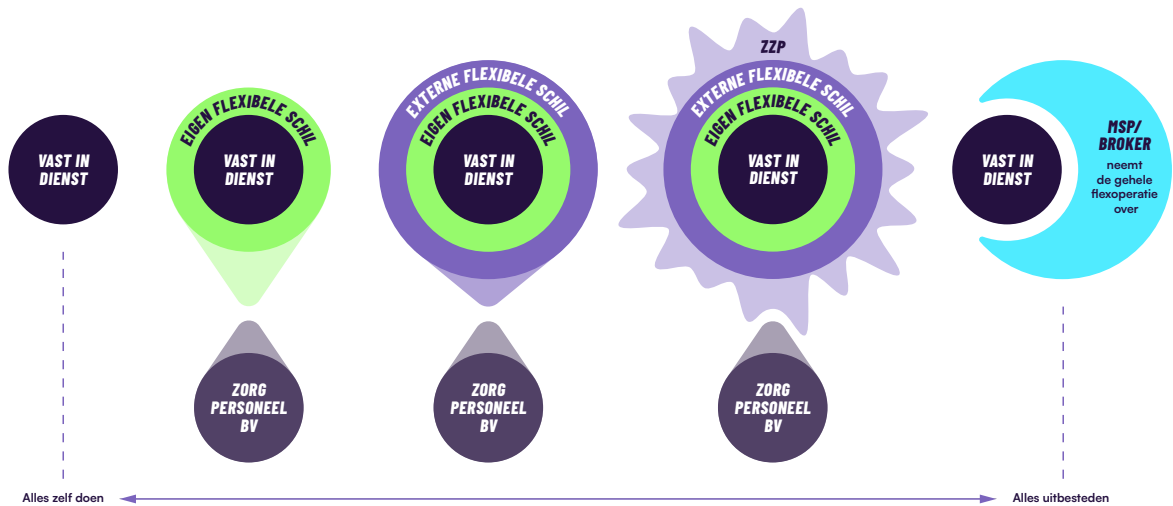 VAST IN
DIENST
EIGEN FLEXIBELE SCHIL
VAST IN
DIENST
ZORG
PERSONEEL
BV
EXTERNE FLEXIBELE SCHIL
EIGEN FLEXIBELE SCHIL
VAST IN
DIENST
ZORG
PERSONEEL
BV
ZZP
EXTERNE FLEXIBELE SCHIL
EIGEN FLEXIBELE SCHIL
VAST IN
DIENST
ZORG
PERSONEEL
BV
VAST IN
DIENST
MSP/
BROKER
neemt
de gehele
flexoperatie
over
Alles zelf doen
Alles uitbesteden